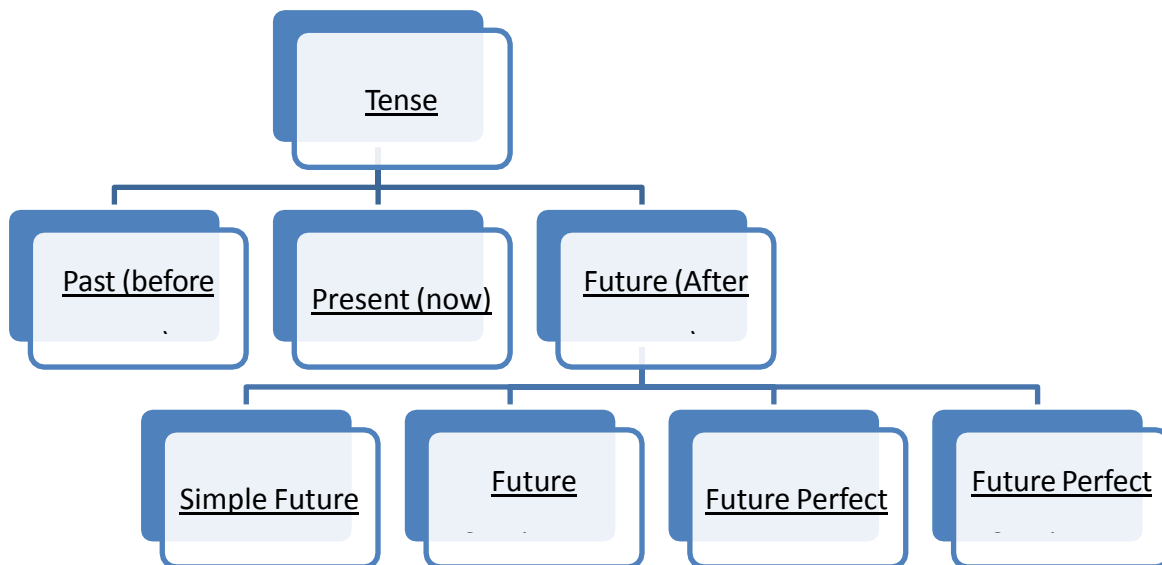 Tense
Past (before
Present (now)
Future (After
Simple Future
Future
Future Perfect
Future Perfect